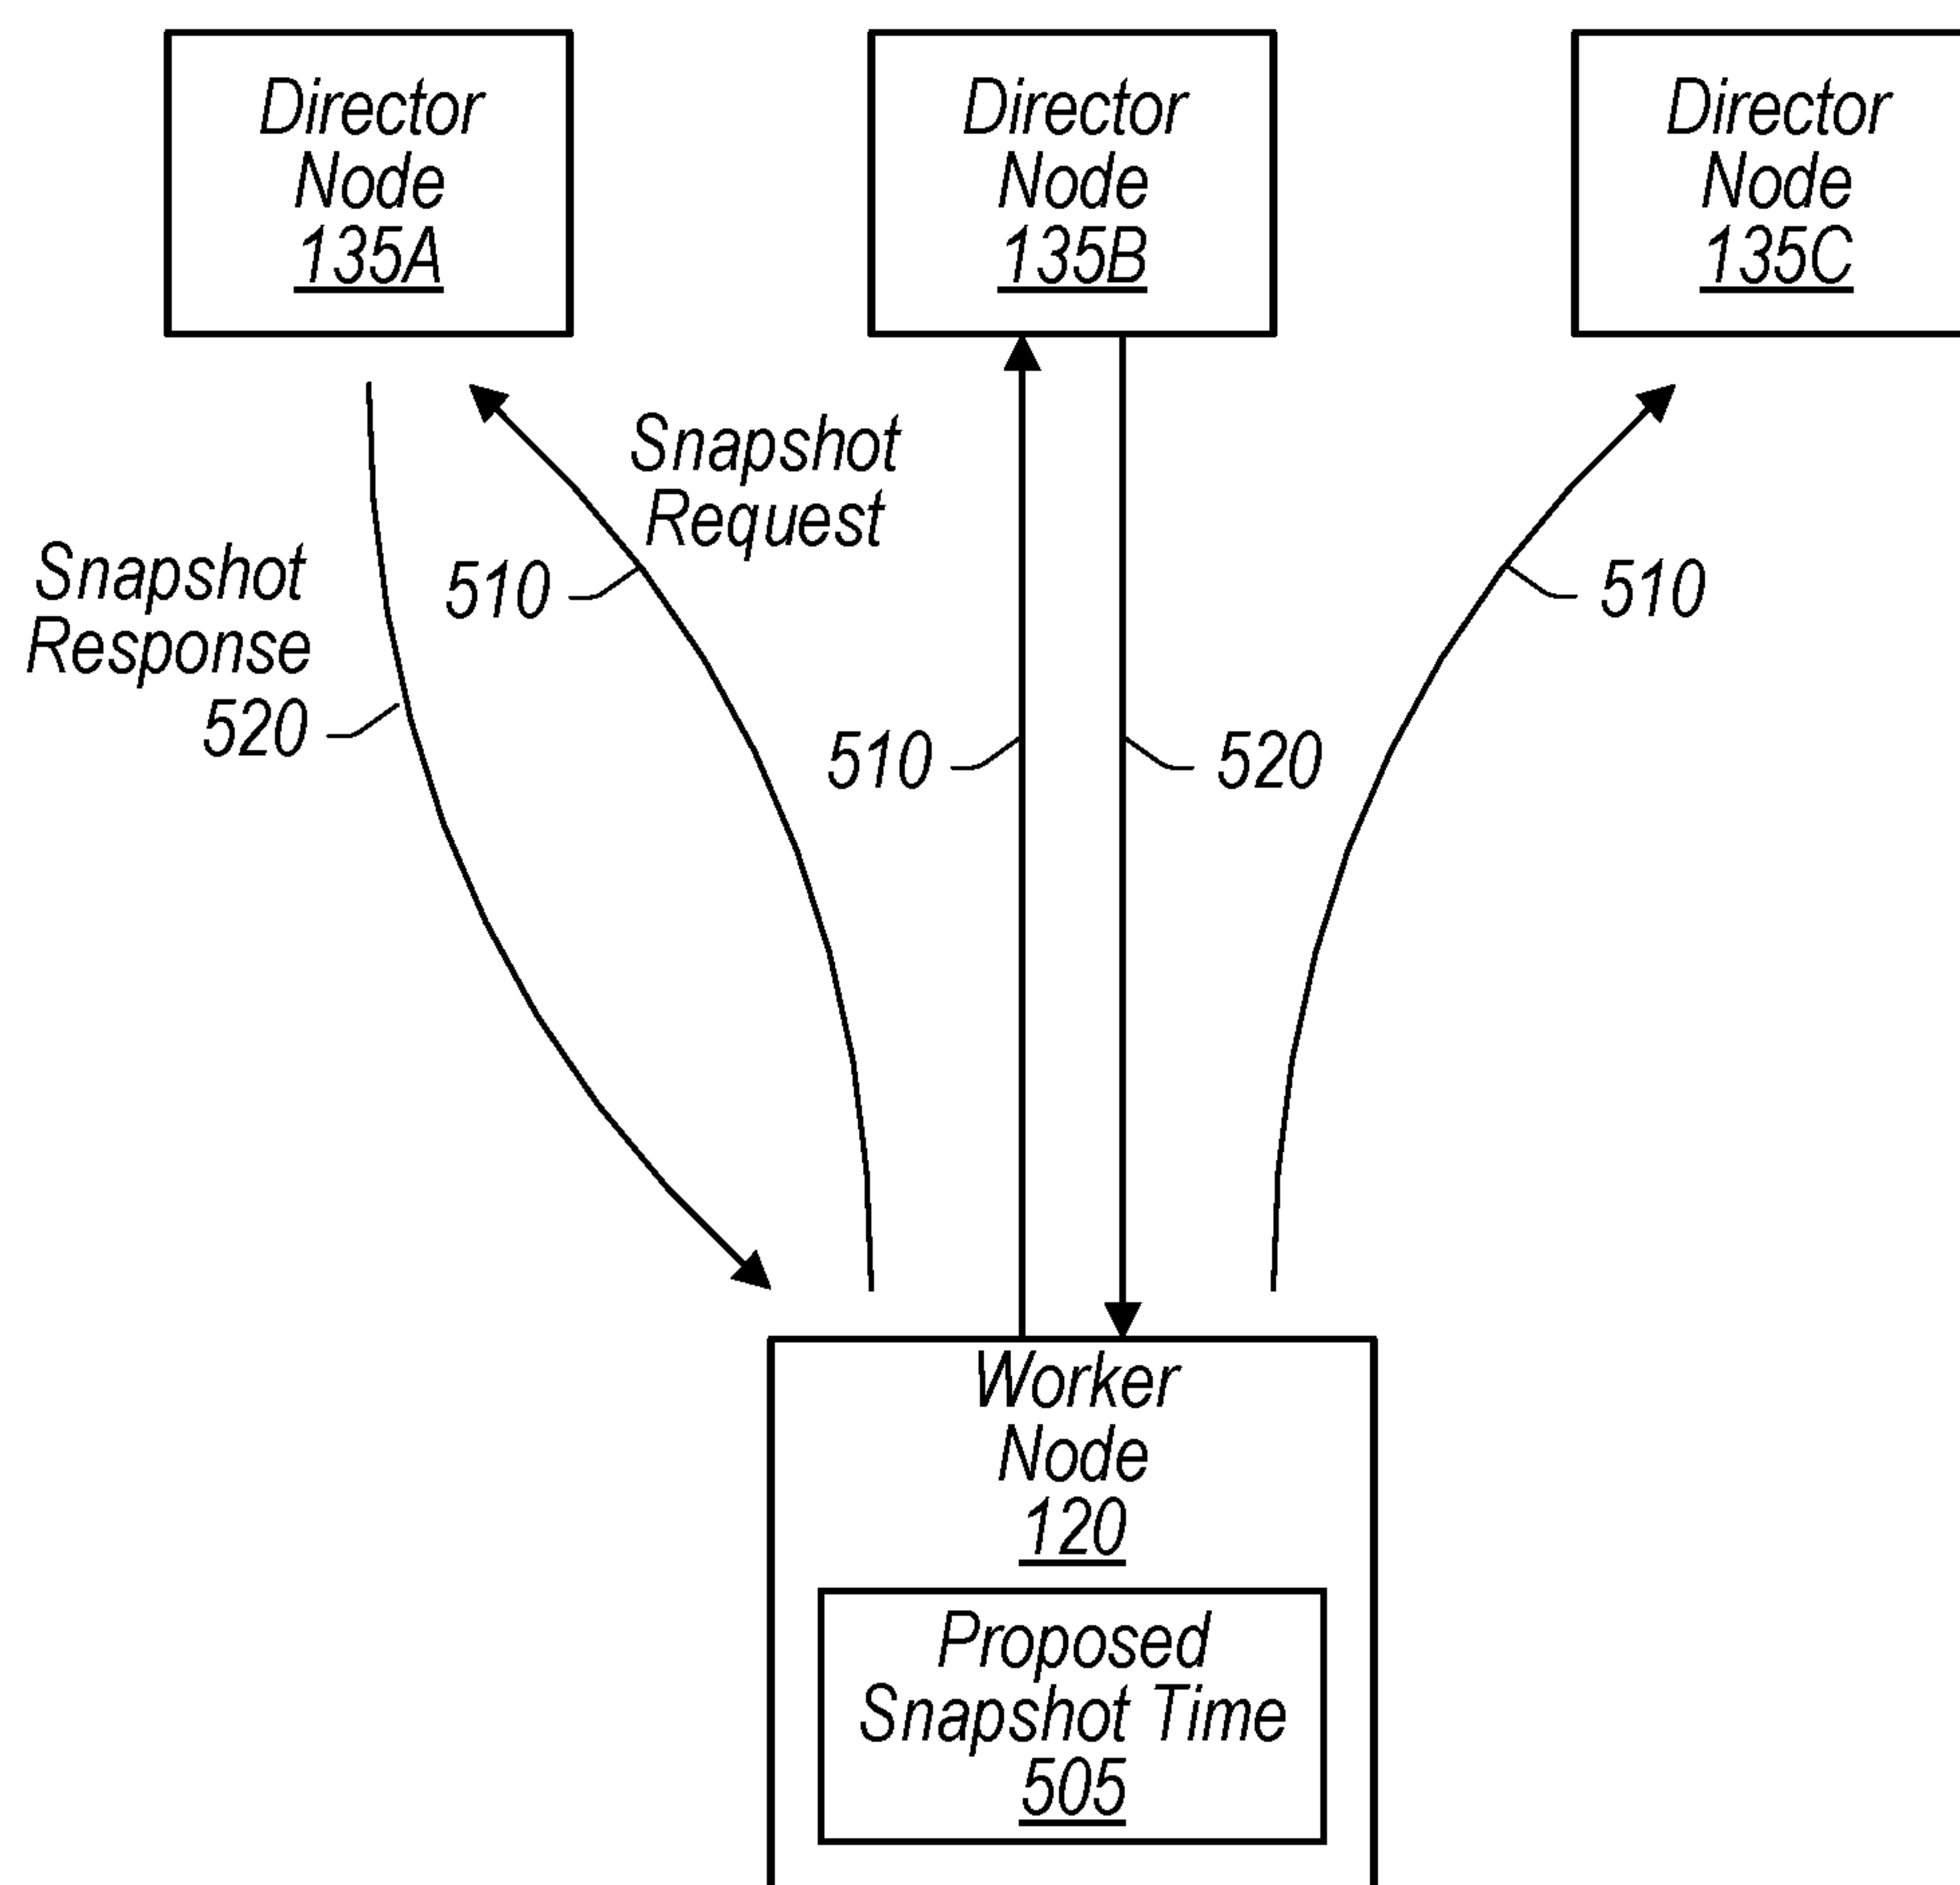 Director
Node
135A
Director
Node
135B
Director
Node
135C
Snapshot
Request
510
Snapshot
Response
520
510
520
510
Worker
Node
120
Proposed
Snapshot Time
505